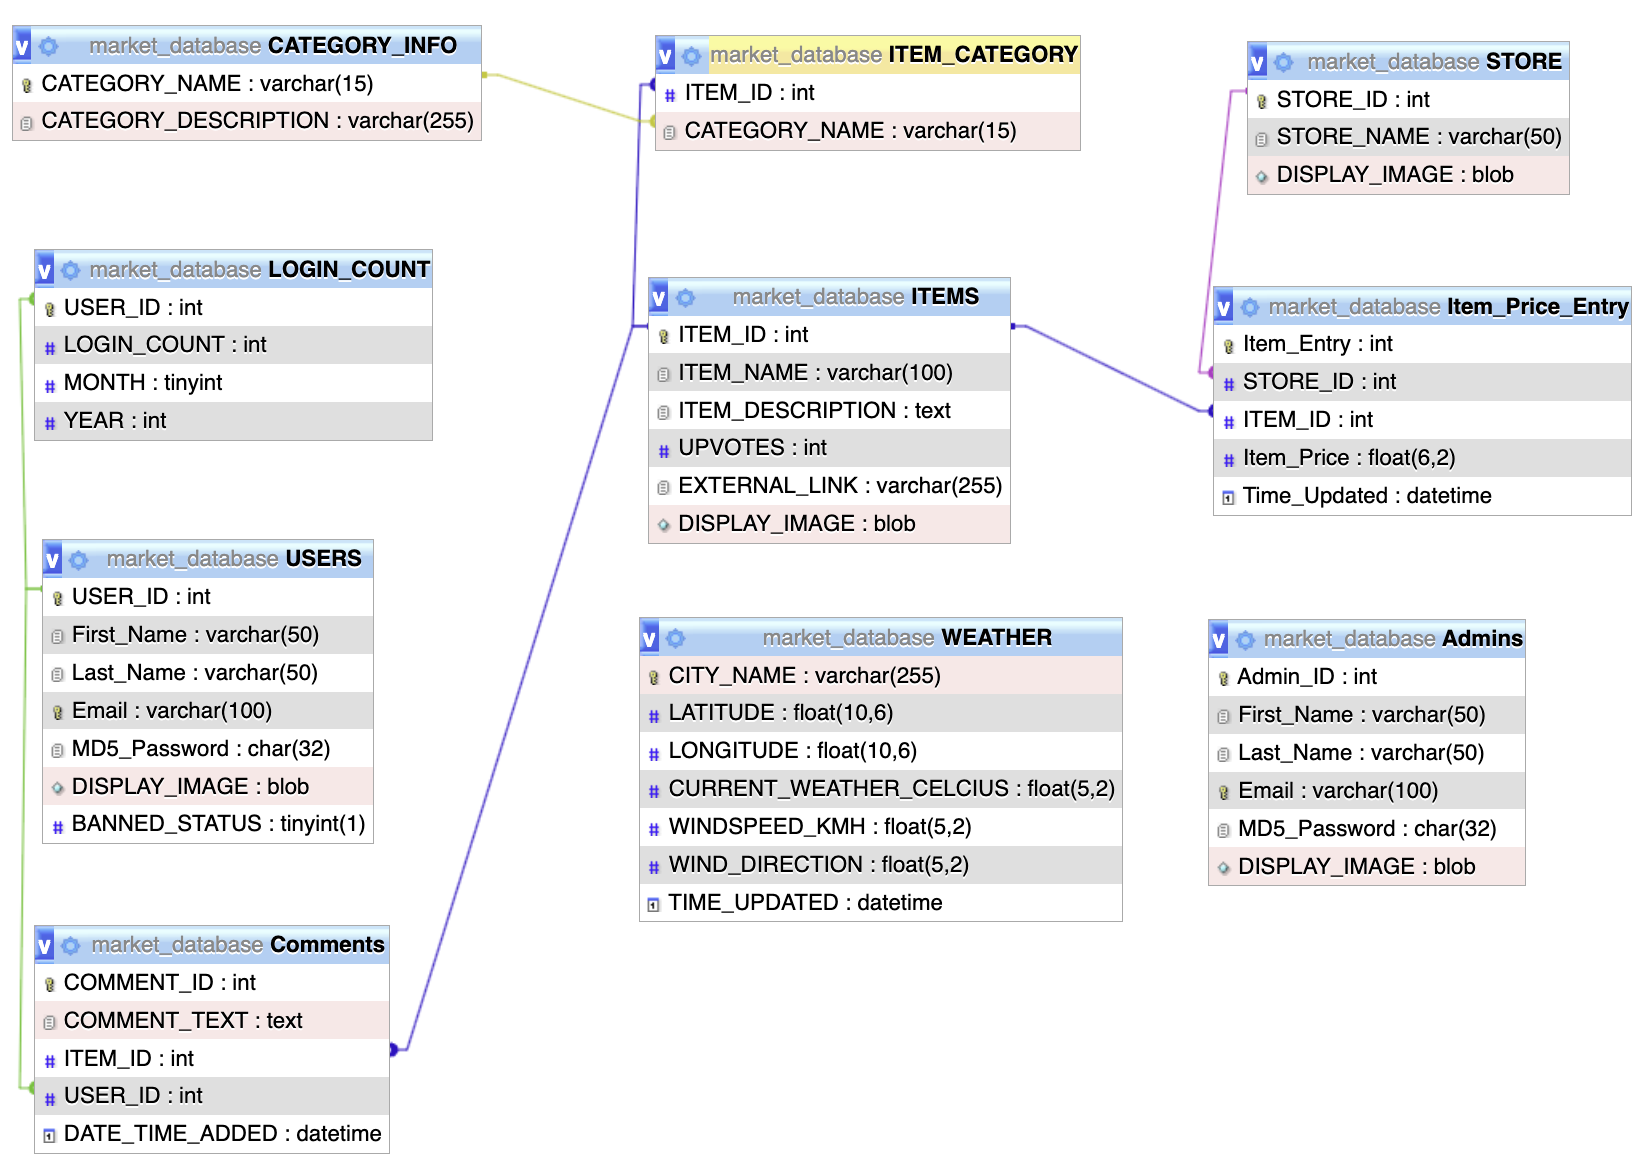 v market_database CATEGORY_INFO
CATEGORY_NAME : varchar(15)
CATEGORY_DESCRIPTION : varchar(255)
v market_database ITEM_CATEGORY
# ITEM_ID : int
CATEGORY_NAME : varchar(15)
v market_database STORE
STORE_ID : int
STORE_NAME : varchar(50)
DISPLAY_IMAGE : blob
v market_database LOGIN_COUNT
USER_ID : int
# LOGIN_COUNT : int
# MONTH : tinyint
# YEAR : int
v market_database ITEMS
ITEM_ID : int
ITEM_NAME : varchar(100)
ITEM_DESCRIPTION : text
# UPVOTES : int
EXTERNAL_LINK : varchar(255)
DISPLAY_IMAGE : blob
v market_database Item_Price_Entry
Item_Entry : int
# STORE_ID : int
# ITEM_ID : int
# Item_Price : float(6,2)
Time_Updated : datetime
v market_database USERS
USER_ID : int
First_Name : varchar(50)
Last_Name : varchar(50)
Email : varchar(100)
MD5_Password : char(32)
DISPLAY_IMAGE : blob
# BANNED_STATUS : tinyint(1)
v market_database WEATHER
CITY_NAME : varchar(255)
# LATITUDE : float(10,6)
# LONGITUDE : float(10,6)
# CURRENT_WEATHER_CELCIUS : float(5,2)
# WINDSPEED_KMH : float(5,2)
# WIND_DIRECTION : float(5,2)
TIME_UPDATED : datetime
v market_database Admins
Admin_ID : int
First_Name : varchar(50)
Last_Name : varchar(50)
Email : varchar(100)
MD5_Password : char(32)
DISPLAY_IMAGE : blob
v market_database Comments
COMMENT_ID : int
COMMENT_TEXT : text
# ITEM_ID : int
# USER_ID : int
DATE_TIME_ADDED : datetime